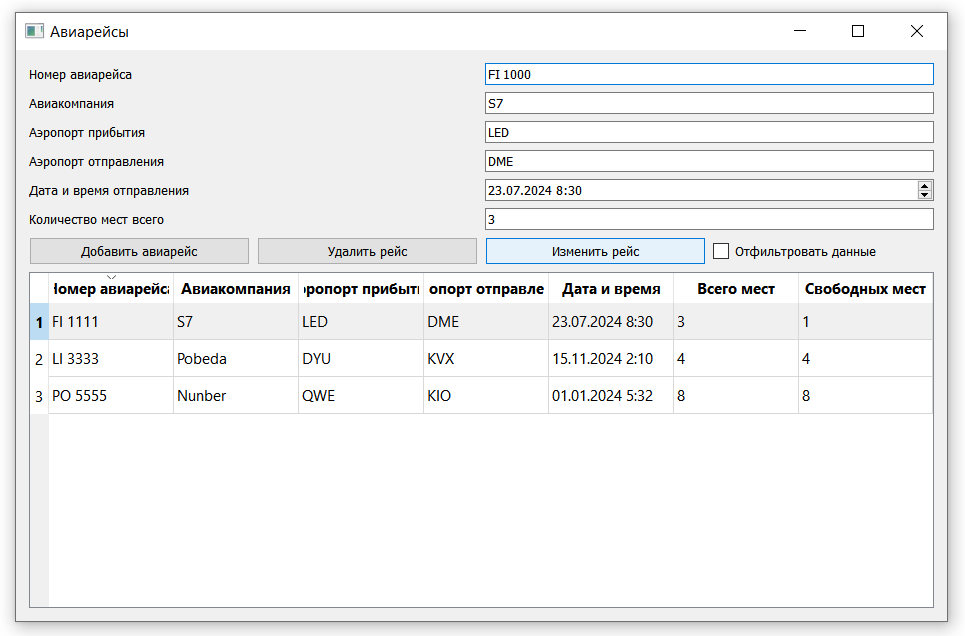 Авиарейсы
Номер авиарейса FI 1000
Авиакомпания S7
Аэропорт прибытия LED
Аэропорт отправления DME
Дата и время отправления 23.07.2024 8:30
Количество мест всего 3
Добавить авиарейс Удалить рейс Изменить рейс Отфильтровать данные
Номер авиарейса Авиакомпания эропорт прибыти опорт отправле Дата и время Всего мест Свободных мест
1 FI 1111 S7 LED DME 23.07.2024 8:30 3 1
2 LI 3333 Pobeda DYU KVX 15.11.2024 2:10 4 4
3 PO 5555 Nunber QWE KIO 01.01.2024 5:32 8 8